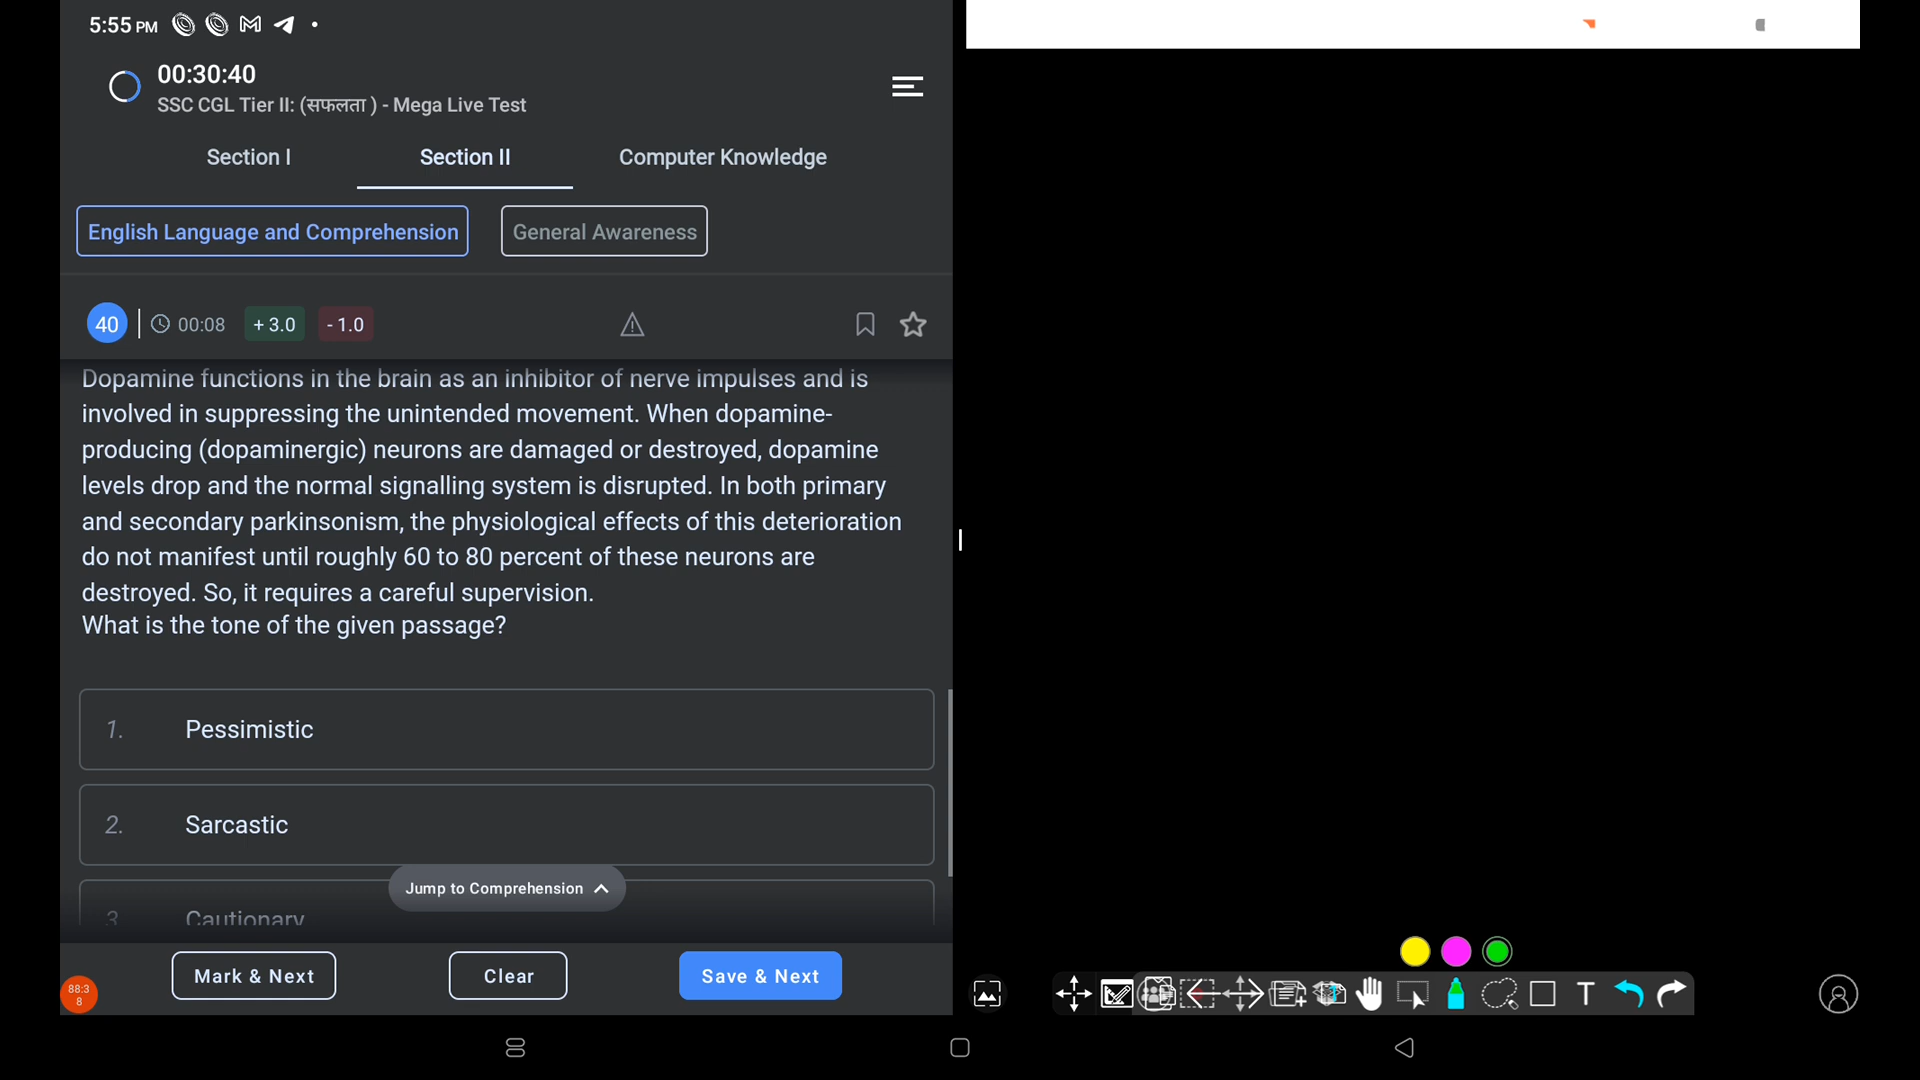 5:55 PM
00:30:40
SSC CGL Tier II: (सफलता ) - Mega Live Test
Section I
Section II
Computer Knowledge
English Language and Comprehension
General Awareness
40
00:08
+ 3.0
- 1.0
Dopamine functions in the brain as an inhibitor of nerve impulses and is
involved in suppressing the unintended movement. When dopamine-
producing (dopaminergic) neurons are damaged or destroyed, dopamine
levels drop and the normal signalling system is disrupted. In both primary
and secondary parkinsonism, the physiological effects of this deterioration
do not manifest until roughly 60 to 80 percent of these neurons are
destroyed. So, it requires a careful supervision.
What is the tone of the given passage?
1. Pessimistic
2. Sarcastic
Jump to Comprehension
3. Cautionary
Mark & Next
Clear
Save & Next
88:3
8
T